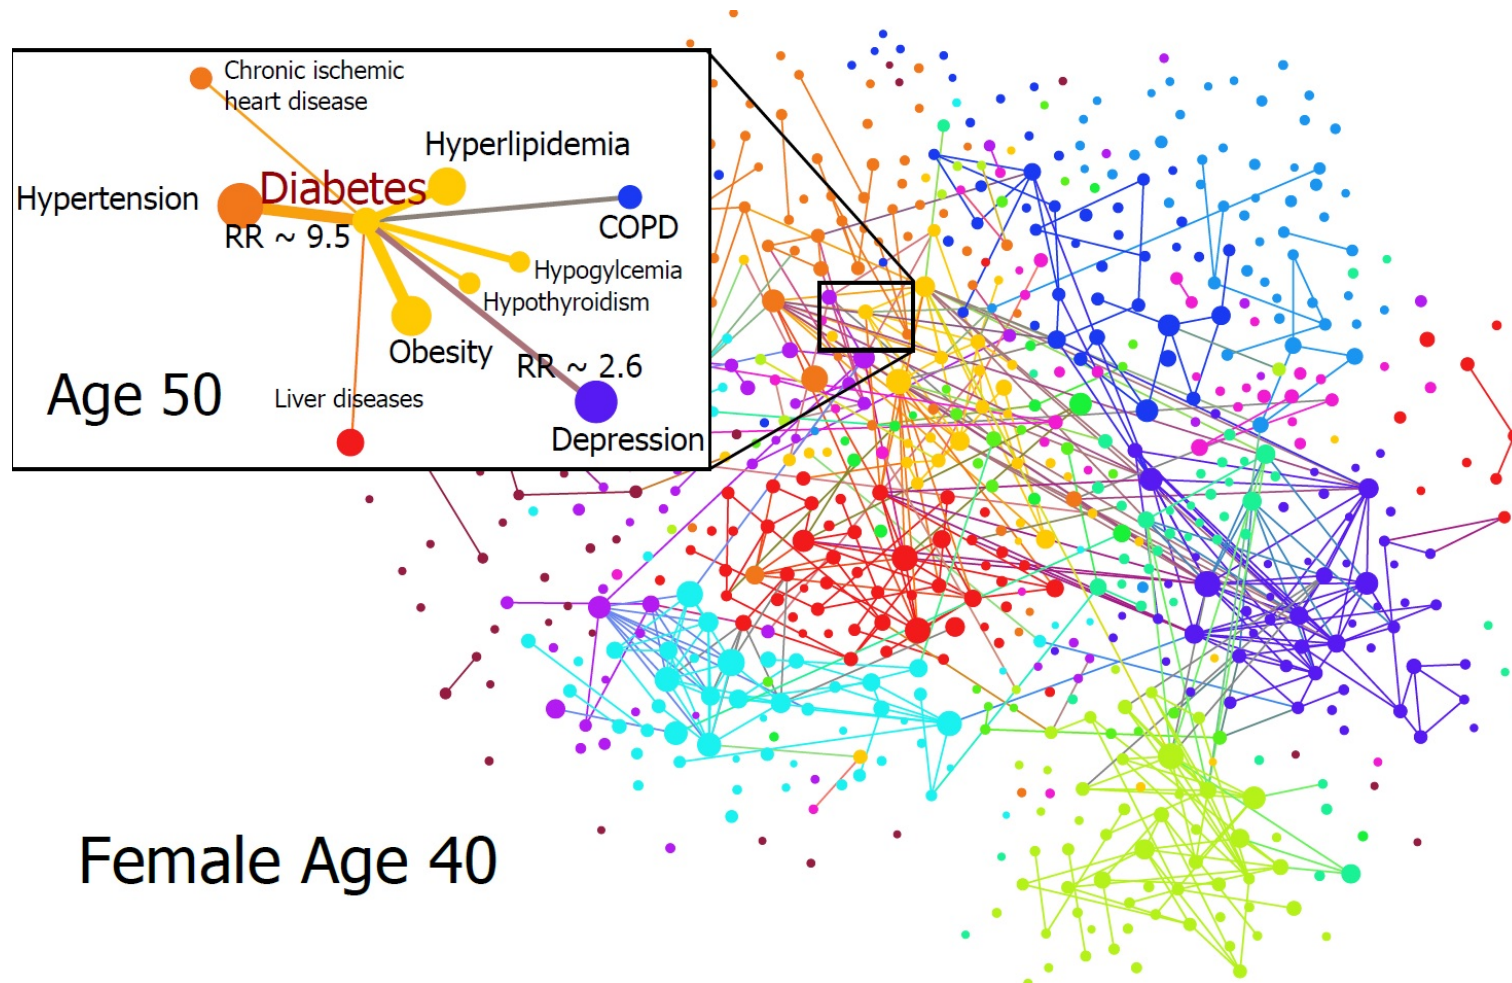 Chronic ischemic
heart disease
Hyperlipidemia
Diabetes
Hypertension
COPD
RR ~ 9.5
Hypogylcemia
Hypothyroidism
Obesity
RR ~ 2.6
Age 50
Liver diseases
Depression
Female Age 40